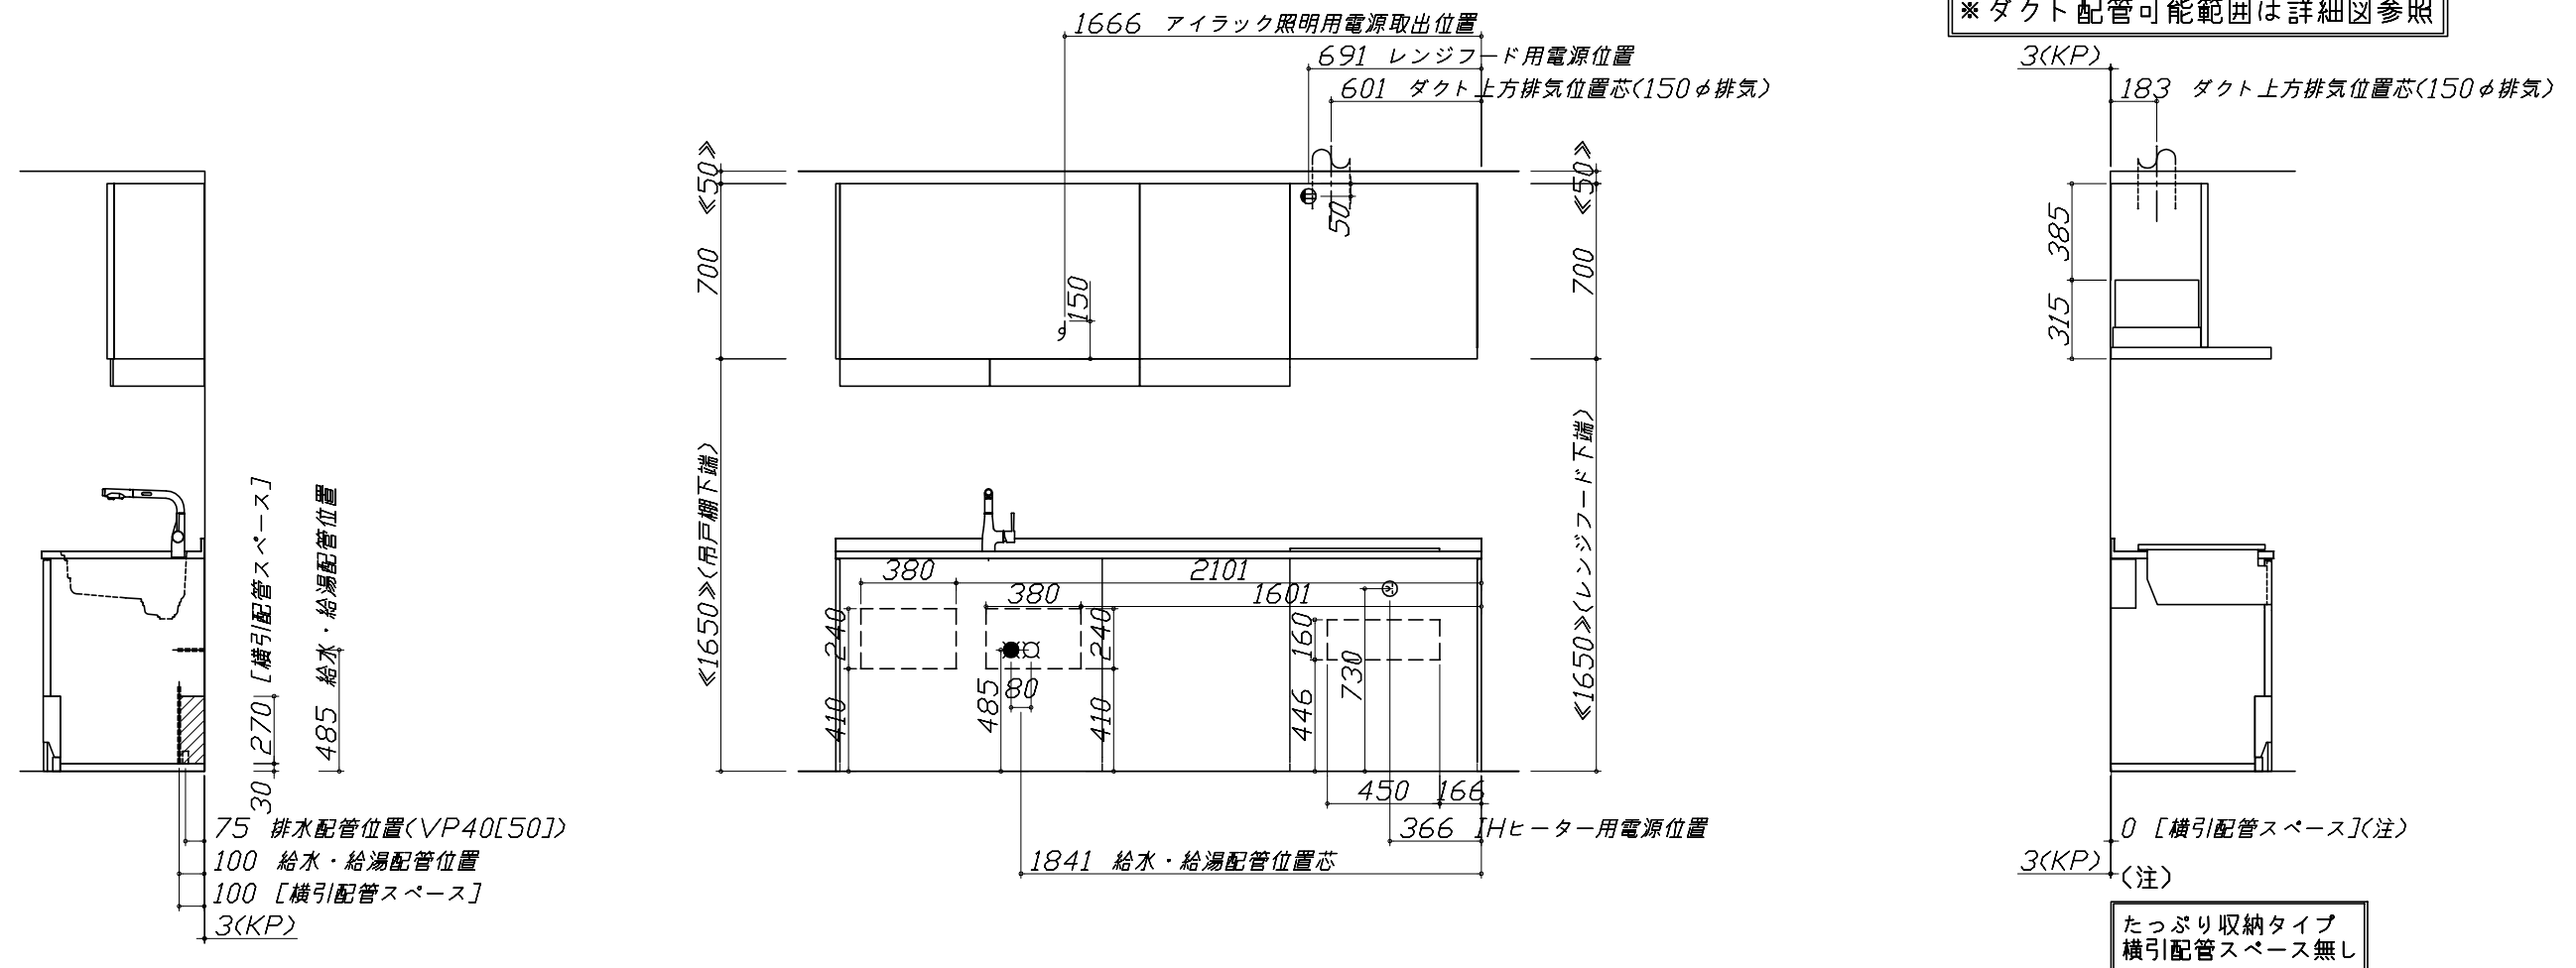 ※ダクト配管可能範囲は詳細図参照
1666 アイラック照明用電源取出位置
691 レンジフード用電源位置
601 ダクト上方排気位置芯(150φ排気)
3(KP)
183 ダクト上方排気位置芯(150φ排気)
≪50≫
700
≪1650≫(吊戸棚下端)
50
150
≪50≫
700
≪1650≫(レンジフード下端)
385
315
270 [横引配管スペース]
30
485 給水・給湯配管位置
380
2101
380
1601
240
410
485
80
240
410
160
446
730
450
166
75 排水配管位置(VP40[50])
100 給水・給湯配管位置
100 [横引配管スペース]
3(KP)
366 IHヒーター用電源位置
1841 給水・給湯配管位置芯
0 [横引配管スペース](注)
3(KP)
(注)
たっぷり収納タイプ
横引配管スペース無し